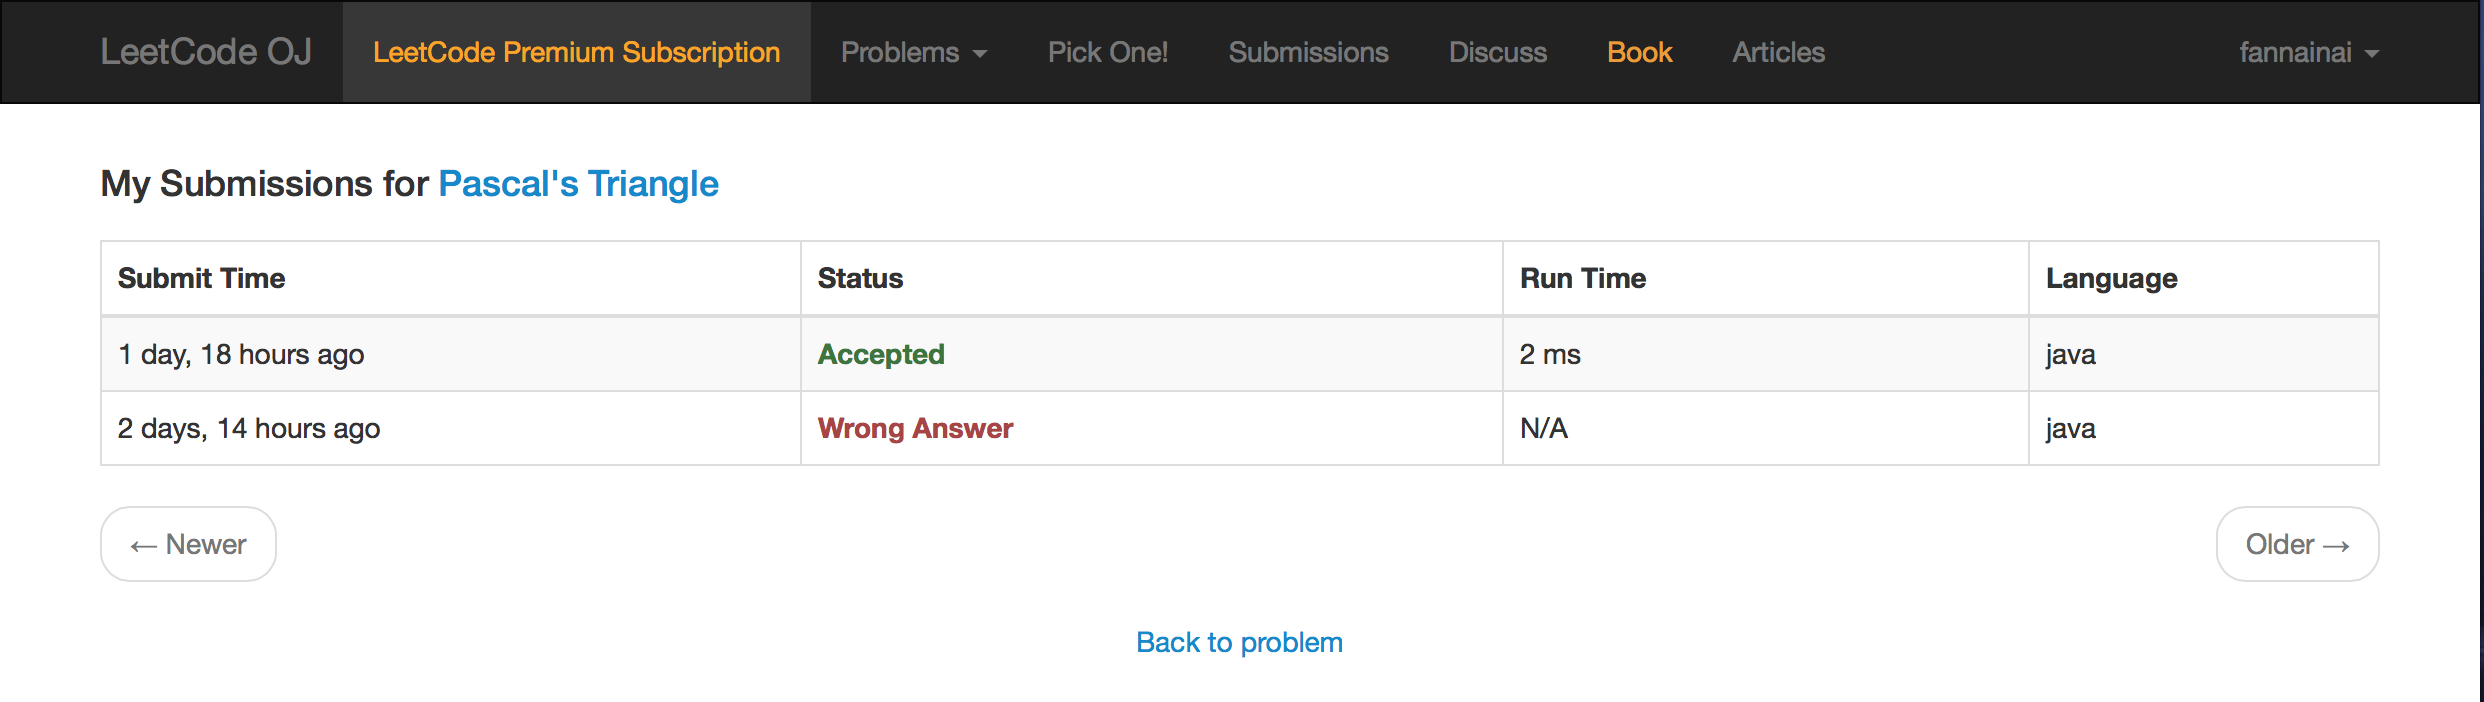 LeetCode OJ LeetCode Premium Subscription Problems Pick One! Submissions Discuss Book Articles fannainai
My Submissions for Pascal's Triangle
Submit Time Status Run Time Language
1 day, 18 hours ago Accepted 2 ms java
2 days, 14 hours ago Wrong Answer N/A java
← Newer Older →
Back to problem